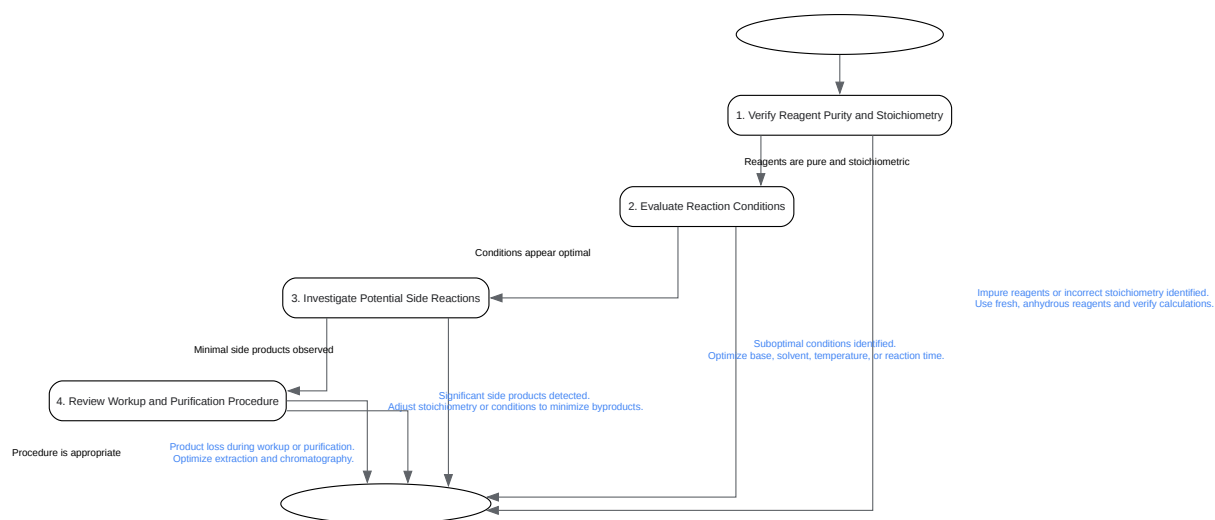 1. Verify Reagent Purity and Stoichiometry
Reagents are pure and stoichiometric
2. Evaluate Reaction Conditions
Conditions appear optimal
3. Investigate Potential Side Reactions
Impure reagents or incorrect stoichiometry identified.
Use fresh, anhydrous reagents and verify calculations.
Suboptimal conditions identified.
Optimize base, solvent, temperature, or reaction time.
Minimal side products observed
4. Review Workup and Purification Procedure
Significant side products detected.
Adjust stoichiometry or conditions to minimize byproducts.
Procedure is appropriate
Product loss during workup or purification.
Optimize extraction and chromatography.